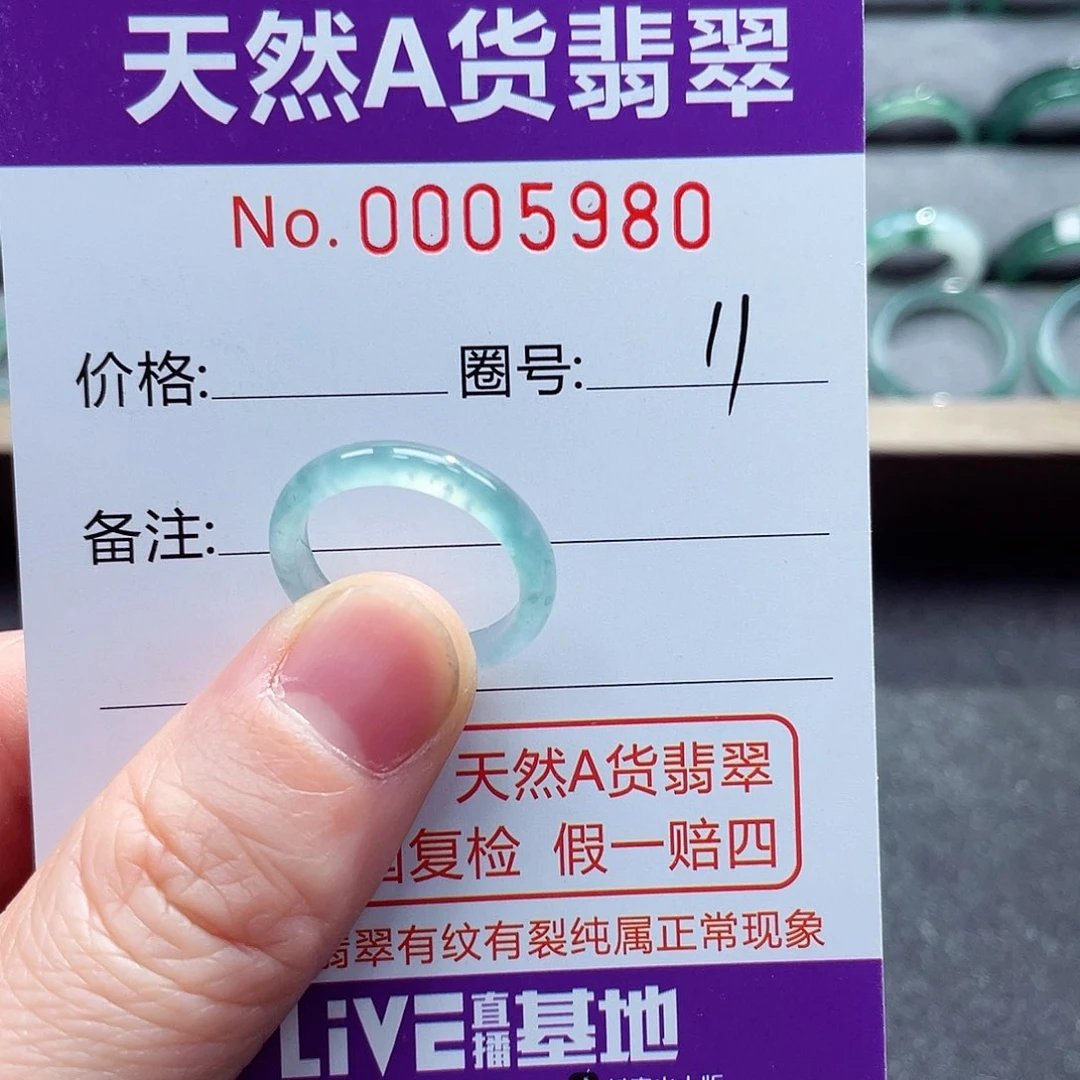 天然A货翡翠
No.0005980
价格: 圈号: 11
备注:
天然A货翡翠
复检 假一赔四
翡翠有纹有裂纯属正常现象
LiVE直播基地